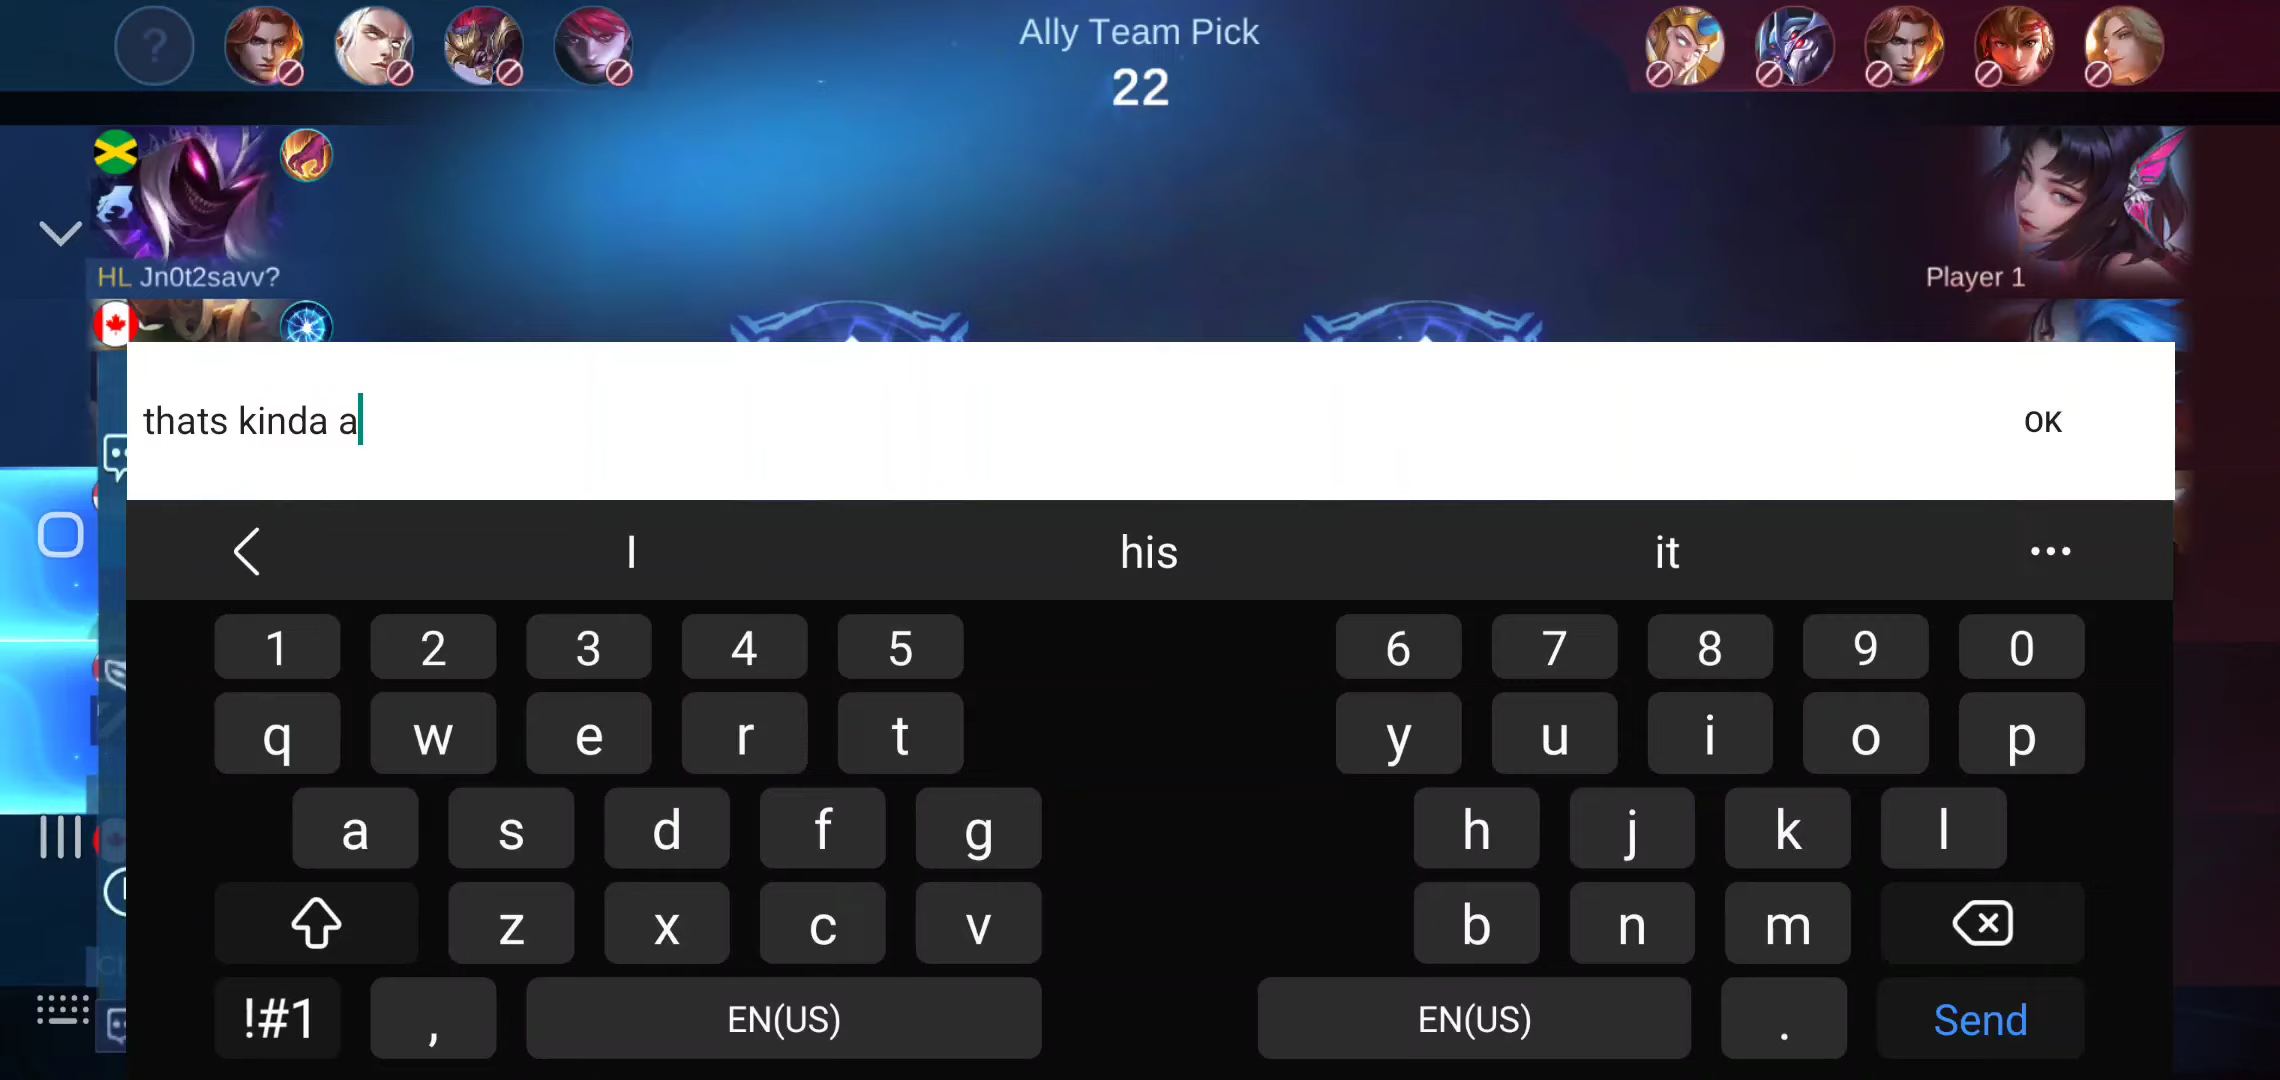 ?
Ally Team Pick
22
HL Jn0t2savv?
Player 1
thats kinda a
OK
I
his
it
1 2 3 4 5 6 7 8 9 0
q w e r t y u i o p
a s d f g h j k l
z x c v b n m
!#1 , EN(US) EN(US) . Send